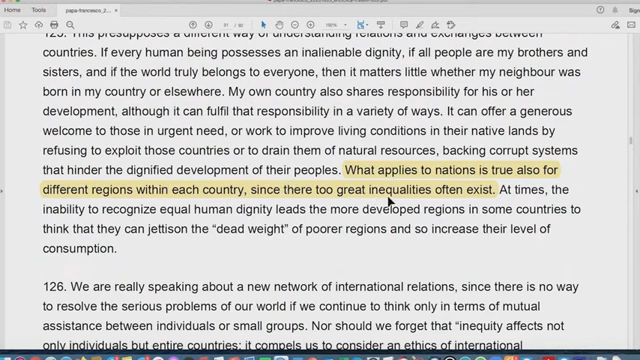 papa-francesco_2
papa-francesco_20201003_enciclica-fratelli-tutti.pdf
125. This presupposes a different way of understanding relations and exchanges between
countries. If every human being possesses an inalienable dignity, if all people are my brothers and
sisters, and if the world truly belongs to everyone, then it matters little whether my neighbour was
born in my country or elsewhere. My own country also shares responsibility for his or her
development, although it can fulfil that responsibility in a variety of ways. It can offer a generous
welcome to those in urgent need, or work to improve living conditions in their native lands by
refusing to exploit those countries or to drain them of natural resources, backing corrupt systems
that hinder the dignified development of their peoples. What applies to nations is true also for
different regions within each country, since there too great inequalities often exist. At times, the
inability to recognize equal human dignity leads the more developed regions in some countries to
think that they can jettison the “dead weight” of poorer regions and so increase their level of
consumption.
126. We are really speaking about a new network of international relations, since there is no way
to resolve the serious problems of our world if we continue to think only in terms of mutual
assistance between individuals or small groups. Nor should we forget that “inequity affects not
only individuals but entire countries; it compels us to consider an ethics of international